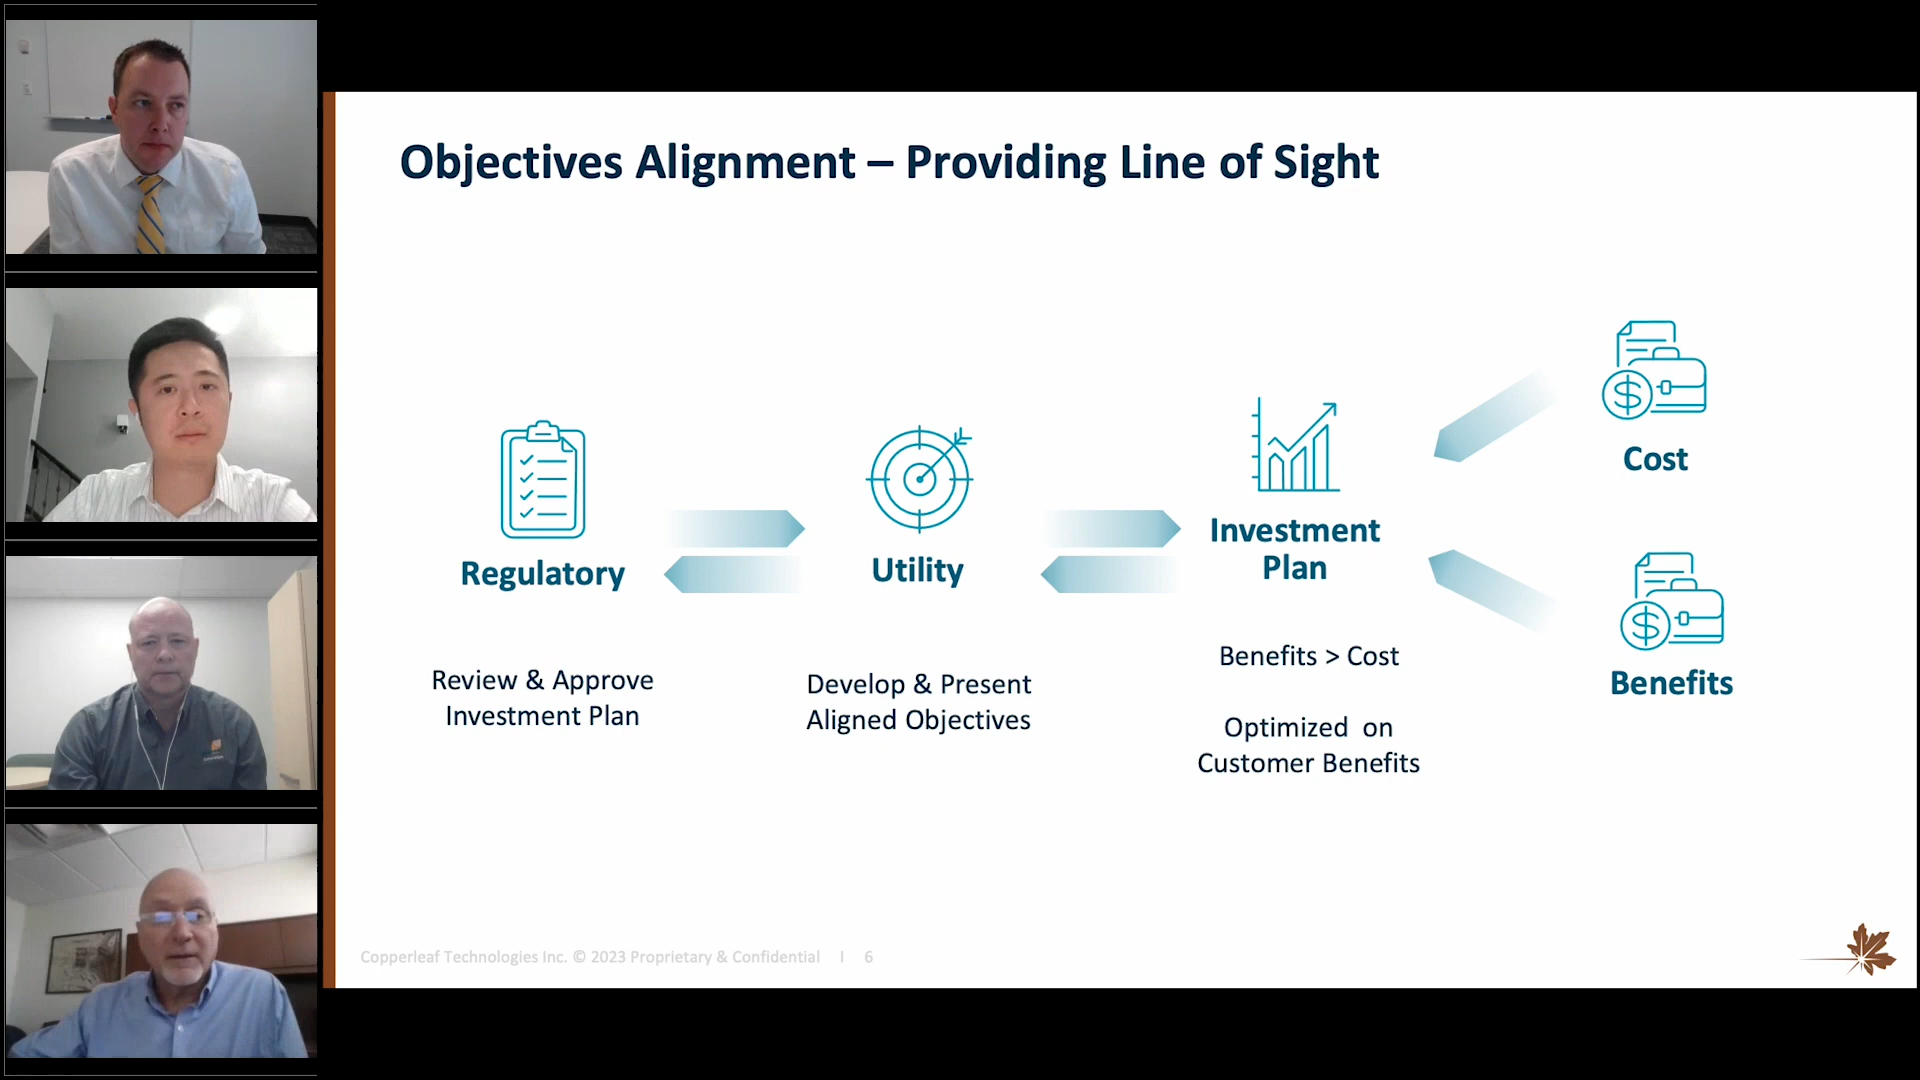 Objectives Alignment – Providing Line of Sight
Regulatory
Review & Approve
Investment Plan
Utility
Develop & Present
Aligned Objectives
Investment
Plan
Benefits > Cost
Optimized on
Customer Benefits
$
Cost
$
Benefits
Copperleaf Technologies Inc. © 2023 Proprietary & Confidential | 6